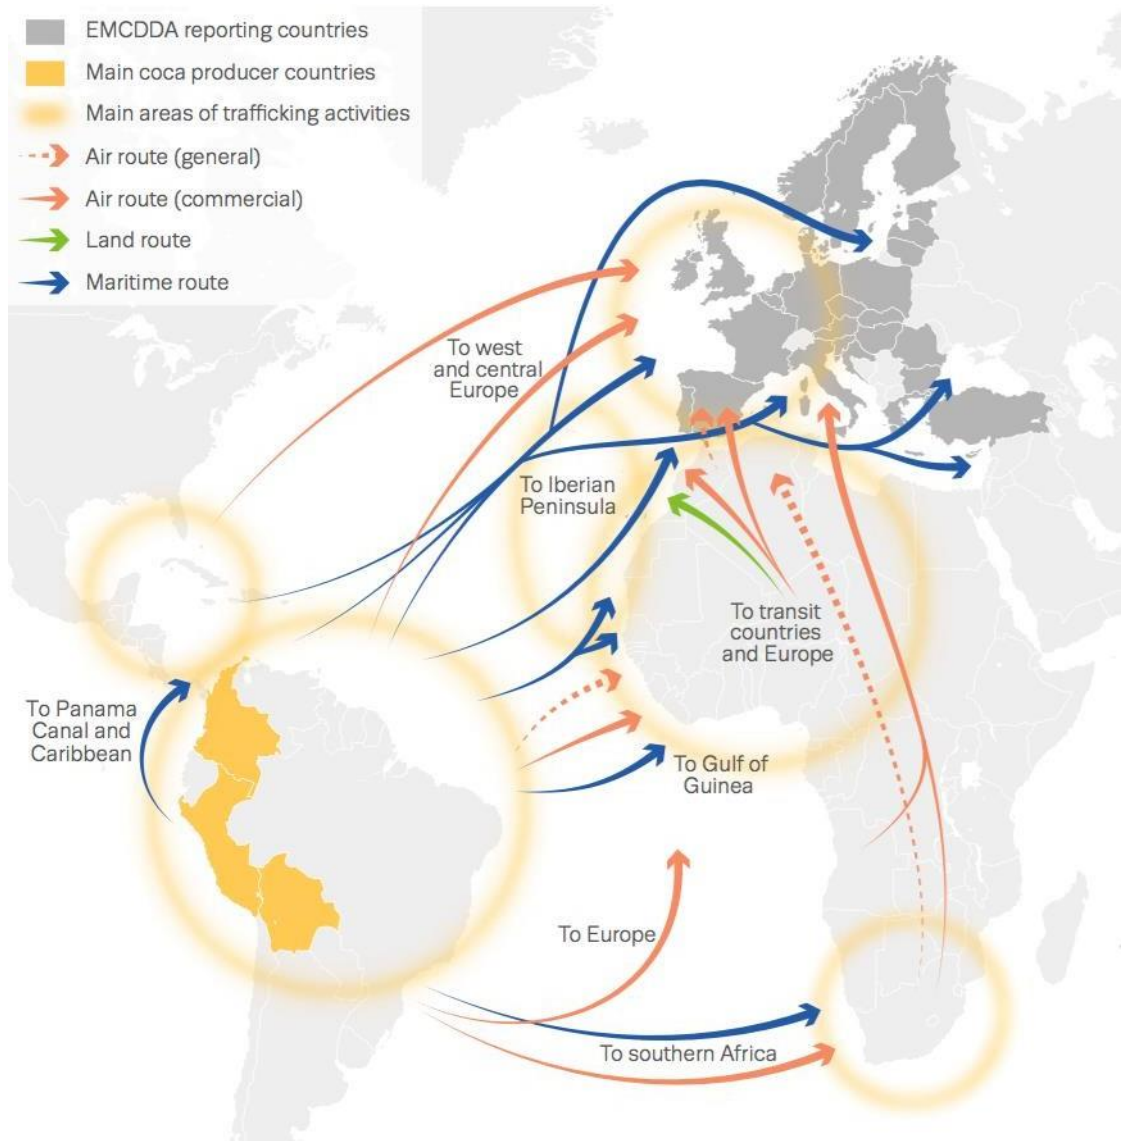 EMCDDA reporting countries
Main coca producer countries
Main areas of trafficking activities
Air route (general)
Air route (commercial)
Land route
Maritime route
To west
and central
Europe
To Iberian
Peninsula
To transit
countries
and Europe
To Panama
Canal and
Caribbean
To Gulf of
Guinea
To Europe
To southern Africa